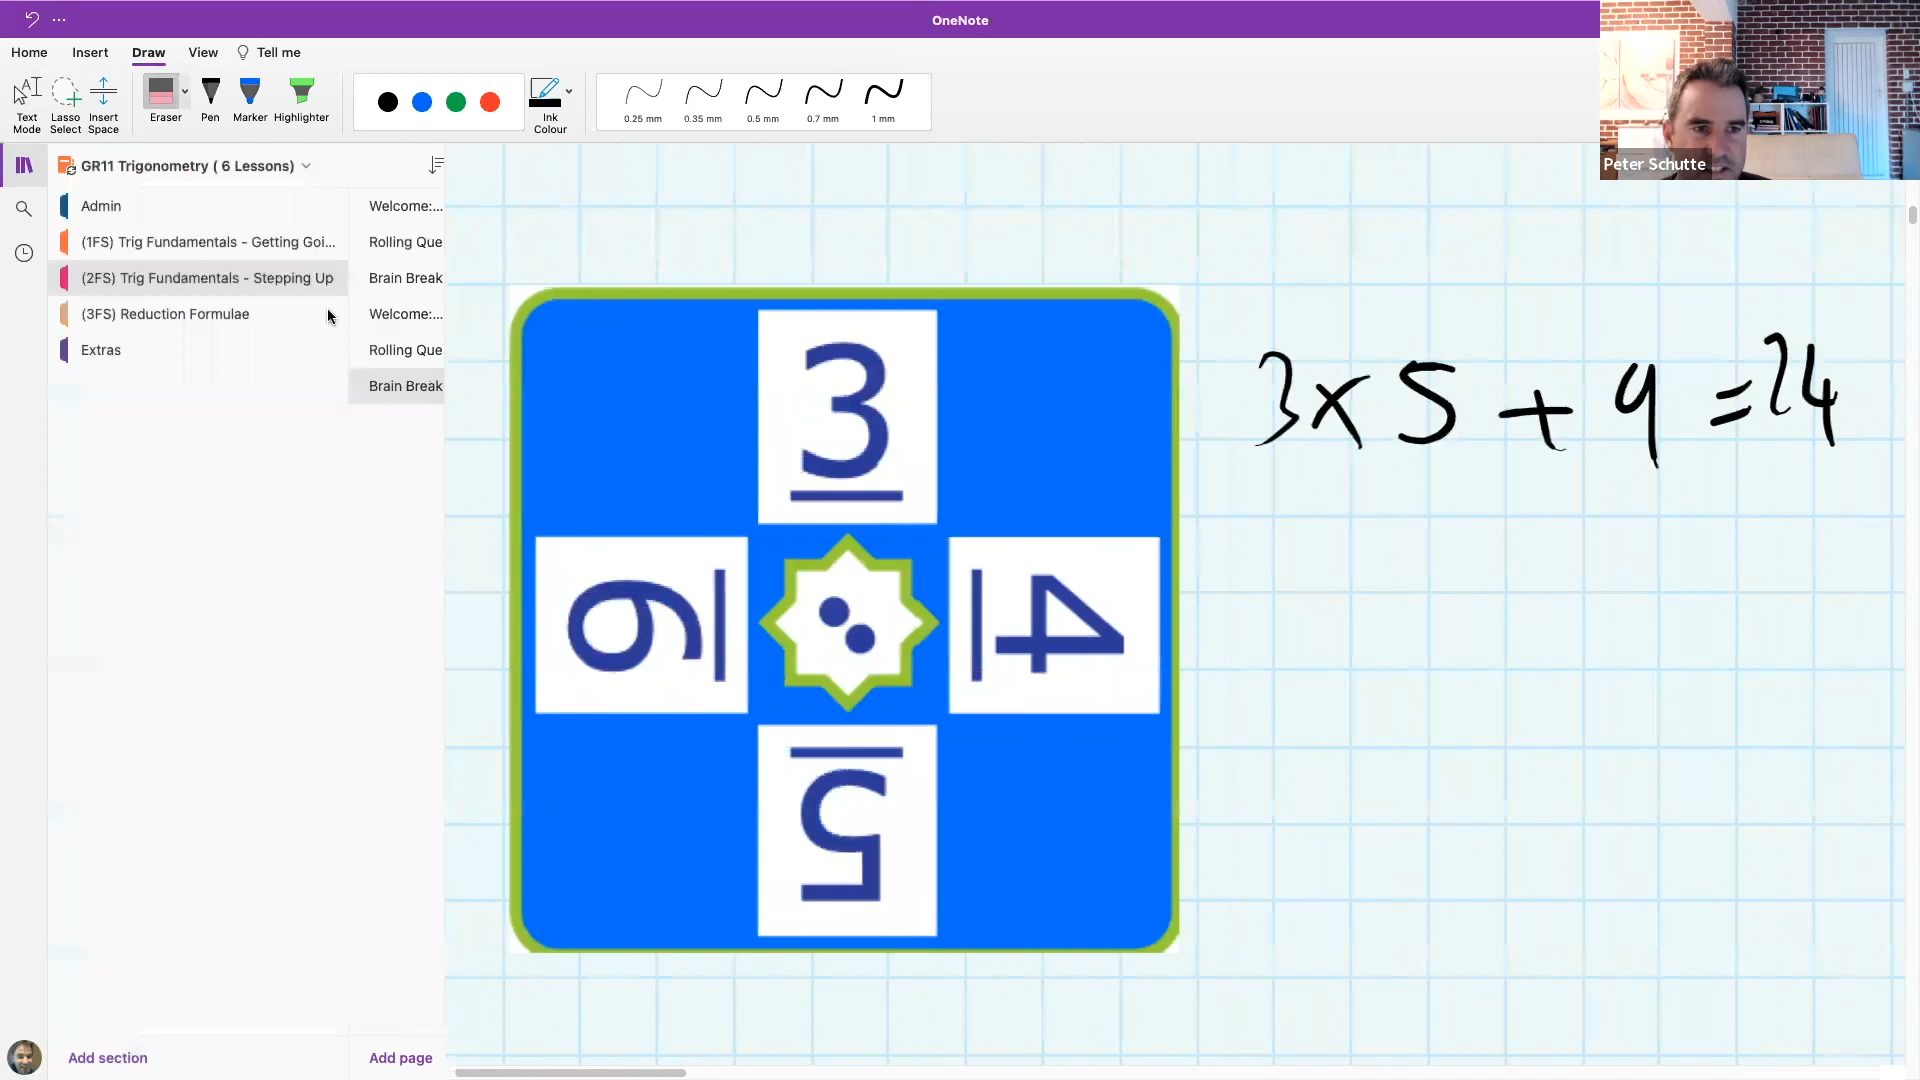 OneNote
Home Insert Draw View Tell me
Text Mode
Lasso Select
Insert Space
Eraser
Pen
Marker
Highlighter
Ink Colour
0.25 mm
0.35 mm
0.5 mm
0.7 mm
1 mm
Peter Schutte
GR11 Trigonometry ( 6 Lessons)
Admin
(1FS) Trig Fundamentals - Getting Goi...
(2FS) Trig Fundamentals - Stepping Up
(3FS) Reduction Formulae
Extras
Welcome:...
Rolling Que
Brain Break
Welcome:...
Rolling Que
Brain Break
3
9
4
5
3 x 5 + 9 = 24
Add section
Add page